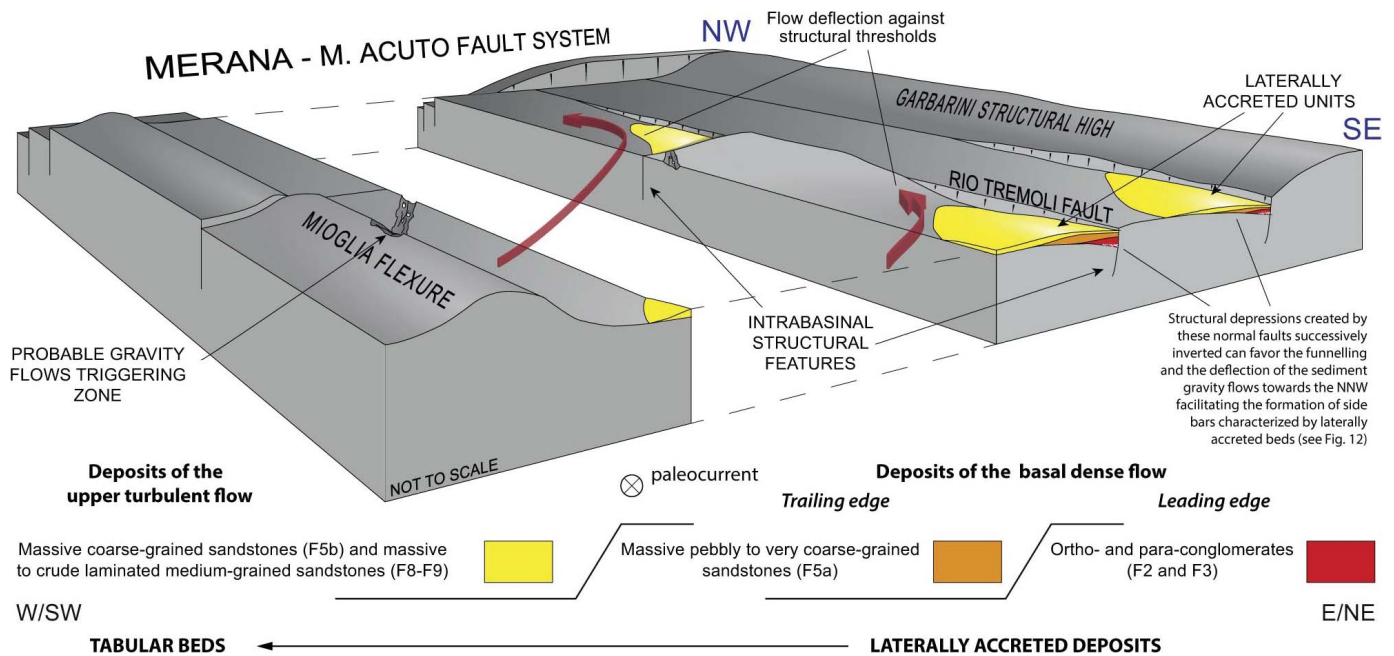 MERANA - M. ACUTO FAULT SYSTEM
NW
Flow deflection against
structural thresholds
GARBARINI STRUCTURAL HIGH
LATERALLY
ACCRETED UNITS
SE
RIO TREMOLI FAULT
MIOGLIA FLEXURE
PROBABLE GRAVITY
FLOWS TRIGGERING
ZONE
INTRABASINAL
STRUCTURAL
FEATURES
Structural depressions created by
these normal faults successively
inverted can favor the funnelling
and the deflection of the sediment
gravity flows towards the NNW
facilitating the formation of side
bars characterized by laterally
accreted beds (see Fig. 12)
NOT TO SCALE
Deposits of the
upper turbulent flow
paleocurrent
Deposits of the basal dense flow
Trailing edge
Leading edge
Massive coarse-grained sandstones (F5b) and massive
to crude laminated medium-grained sandstones (F8-F9)
Massive pebbly to very coarse-grained
sandstones (F5a)
Ortho- and para-conglomerates
(F2 and F3)
W/SW
E/NE
TABULAR BEDS
LATERALLY ACCRETED DEPOSITS